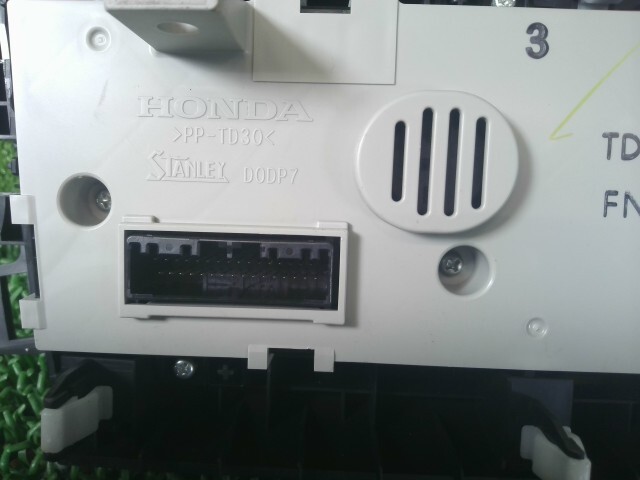 3
HONDA
>PP-TD30<
STANLEY D0DP7
TD
FN